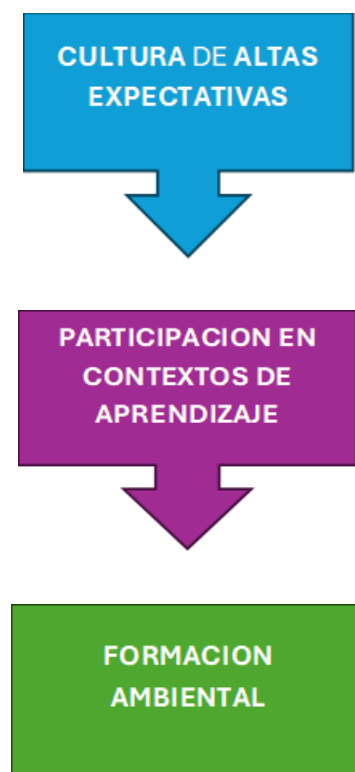 CULTURA DE ALTAS
EXPECTATIVAS
PARTICIPACION EN
CONTEXTOS DE
APRENDIZAJE
FORMACION
AMBIENTAL